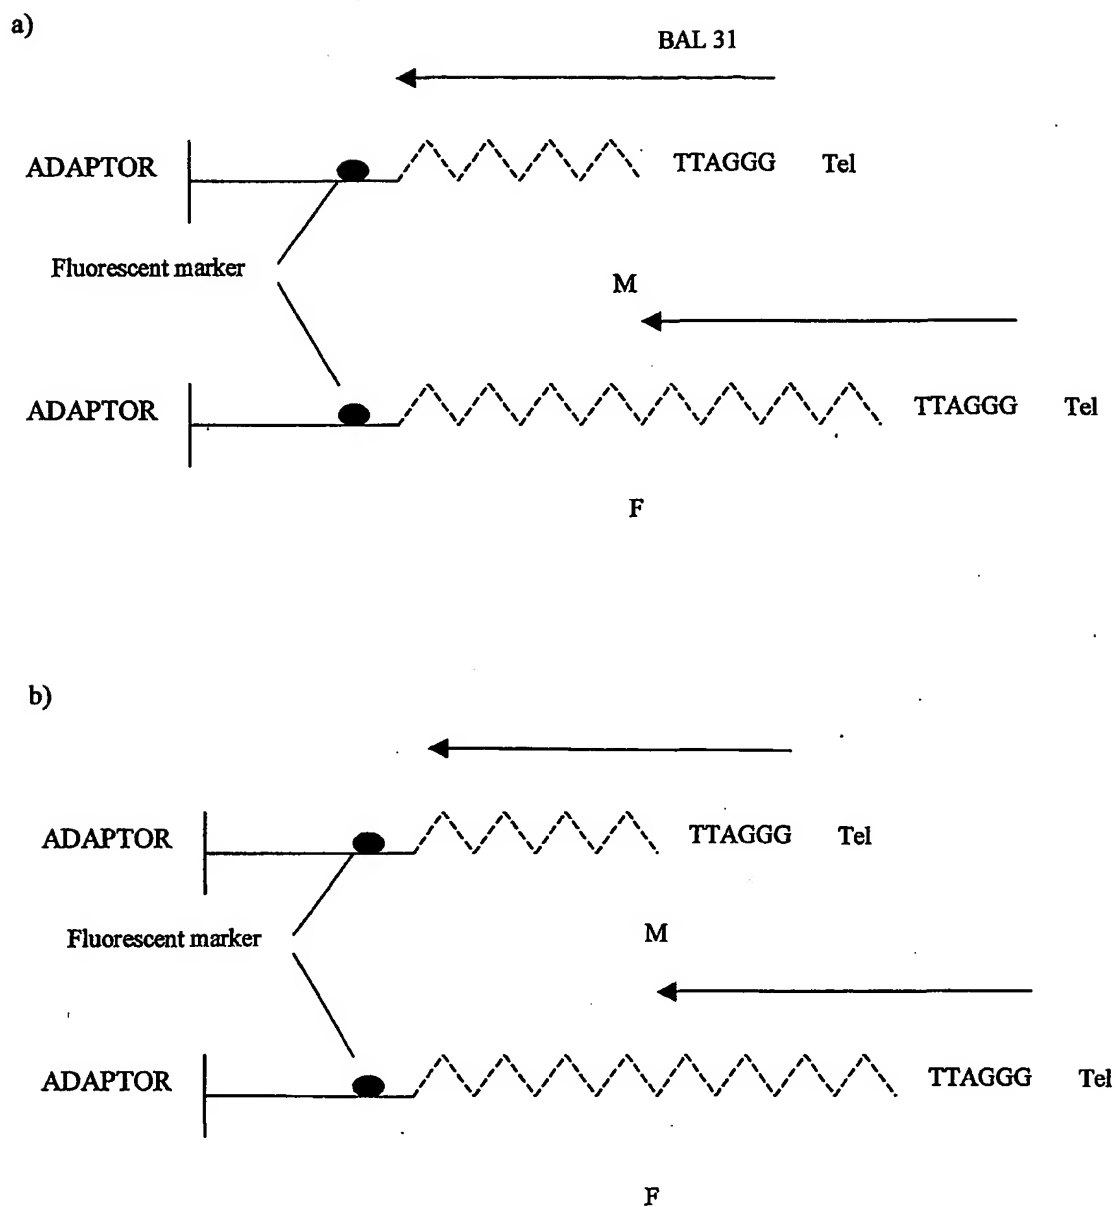 a)
BAL 31
ADAPTOR TTAGGG Tel
Fluorescent marker
M
ADAPTOR TTAGGG Tel
F
b)
ADAPTOR TTAGGG Tel
Fluorescent marker
M
ADAPTOR TTAGGG Tel
F